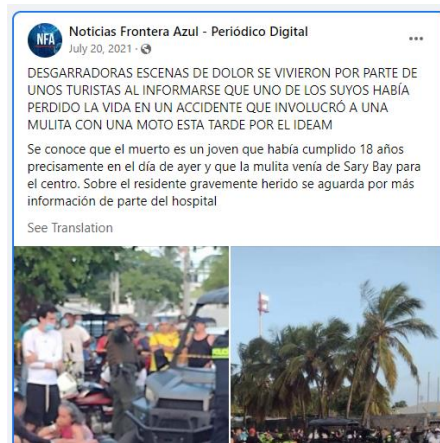 NFA
Noticias Frontera Azul - Periódico Digital
July 20, 2021 ·
DESGARRADORAS ESCENAS DE DOLOR SE VIVIERON POR PARTE DE
UNOS TURISTAS AL INFORMARSE QUE UNO DE LOS SUYOS HABÍA
PERDIDO LA VIDA EN UN ACCIDENTE QUE INVOLUCRÓ A UNA
MULITA CON UNA MOTO ESTA TARDE POR EL IDEAM
Se conoce que el muerto es un joven que había cumplido 18 años
precisamente en el día de ayer y que la mulita venía de Sary Bay para
el centro. Sobre el residente gravemente herido se aguarda por más
información de parte del hospital
See Translation